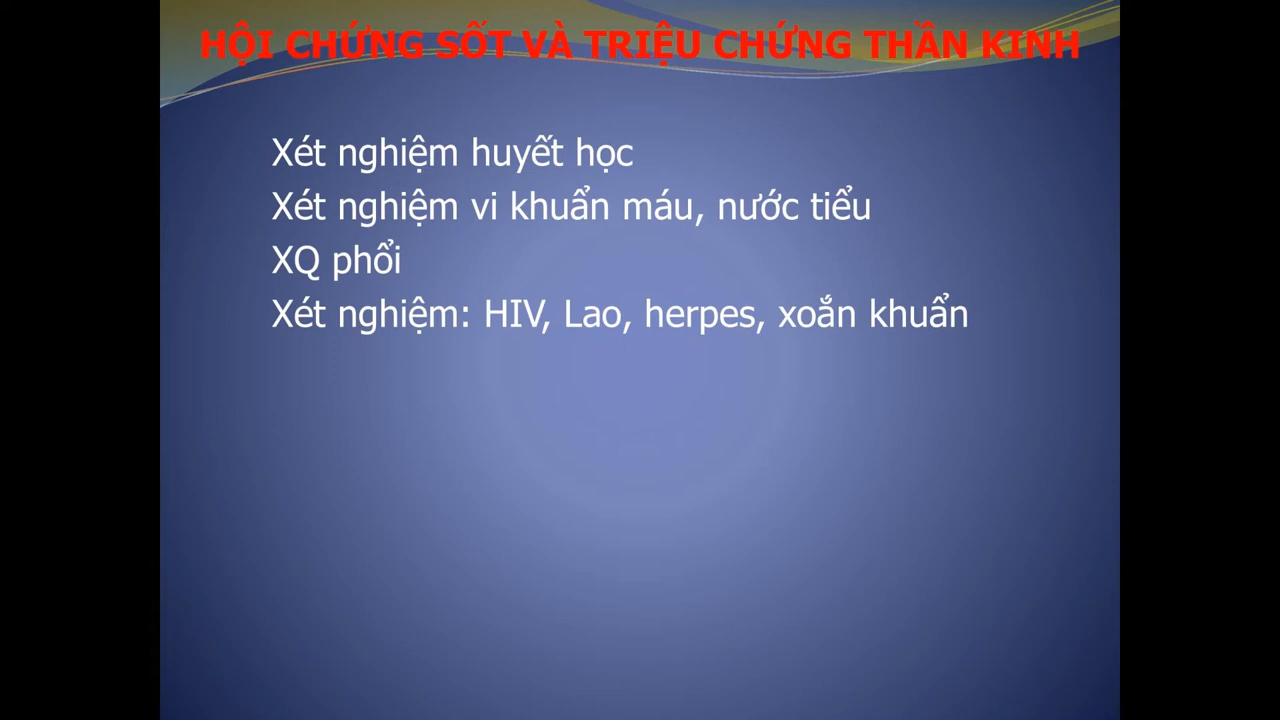 HỘI CHỨNG SỐT VÀ TRIỆU CHỨNG THẦN KINH
Xét nghiệm huyết học
Xét nghiệm vi khuẩn máu, nước tiểu
XQ phổi
Xét nghiệm: HIV, Lao, herpes, xoắn khuẩn